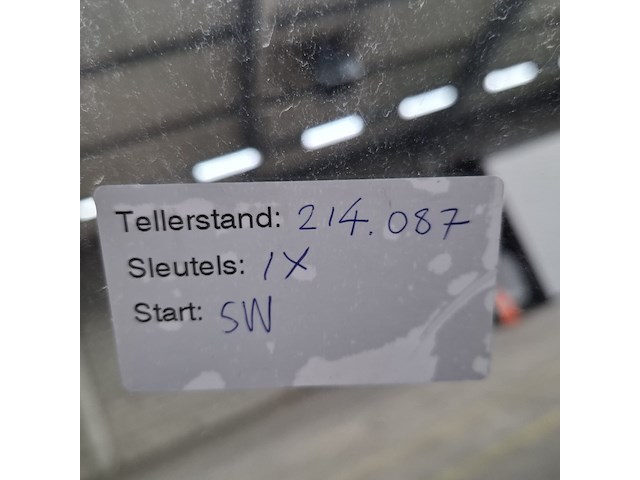 Tellerstand: 214.087
Sleutels: 1X
Start: SW